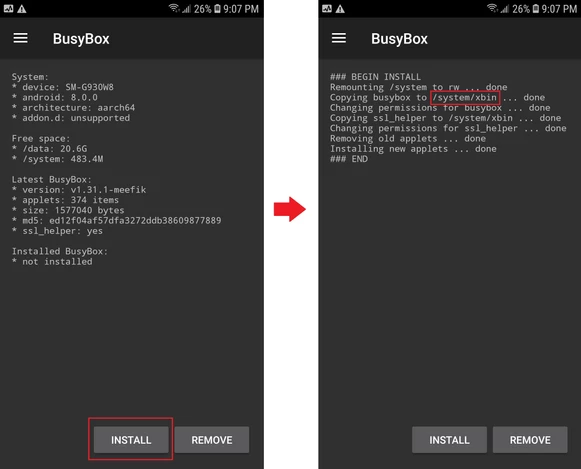 26% 9:07 PM
BusyBox
System:
* device: SM-G930W8
* android: 8.0.0
* architecture: aarch64
* addon.d: unsupported
Free space:
* /data: 20.6G
* /system: 483.4M
Latest BusyBox:
* version: v1.31.1-meefik
* applets: 374 items
* size: 1577040 bytes
* md5: ed12f04af57dfa3272ddb38609877889
* ssl_helper: yes
Installed BusyBox:
* not installed
INSTALL REMOVE
26% 9:07 PM
BusyBox
### BEGIN INSTALL
Remounting /system to rw ... done
Copying busybox to /system/xbin ... done
Changing permissions for busybox ... done
Copying ssl_helper to /system/xbin ... done
Changing permissions for ssl_helper ... done
Removing old applets ... done
Installing new applets ... done
### END
INSTALL REMOVE